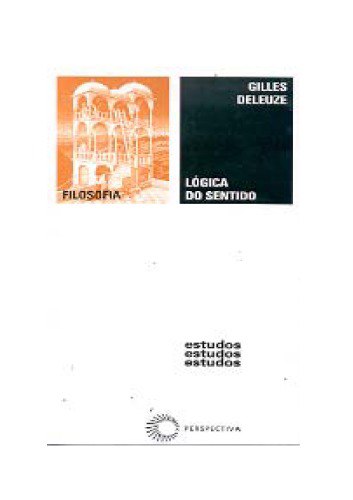 GILLES
DELEUZE
FILOSOFIA
LÓGICA
DO SENTIDO
estudos
estudos
estudos
PERSPECTIVA